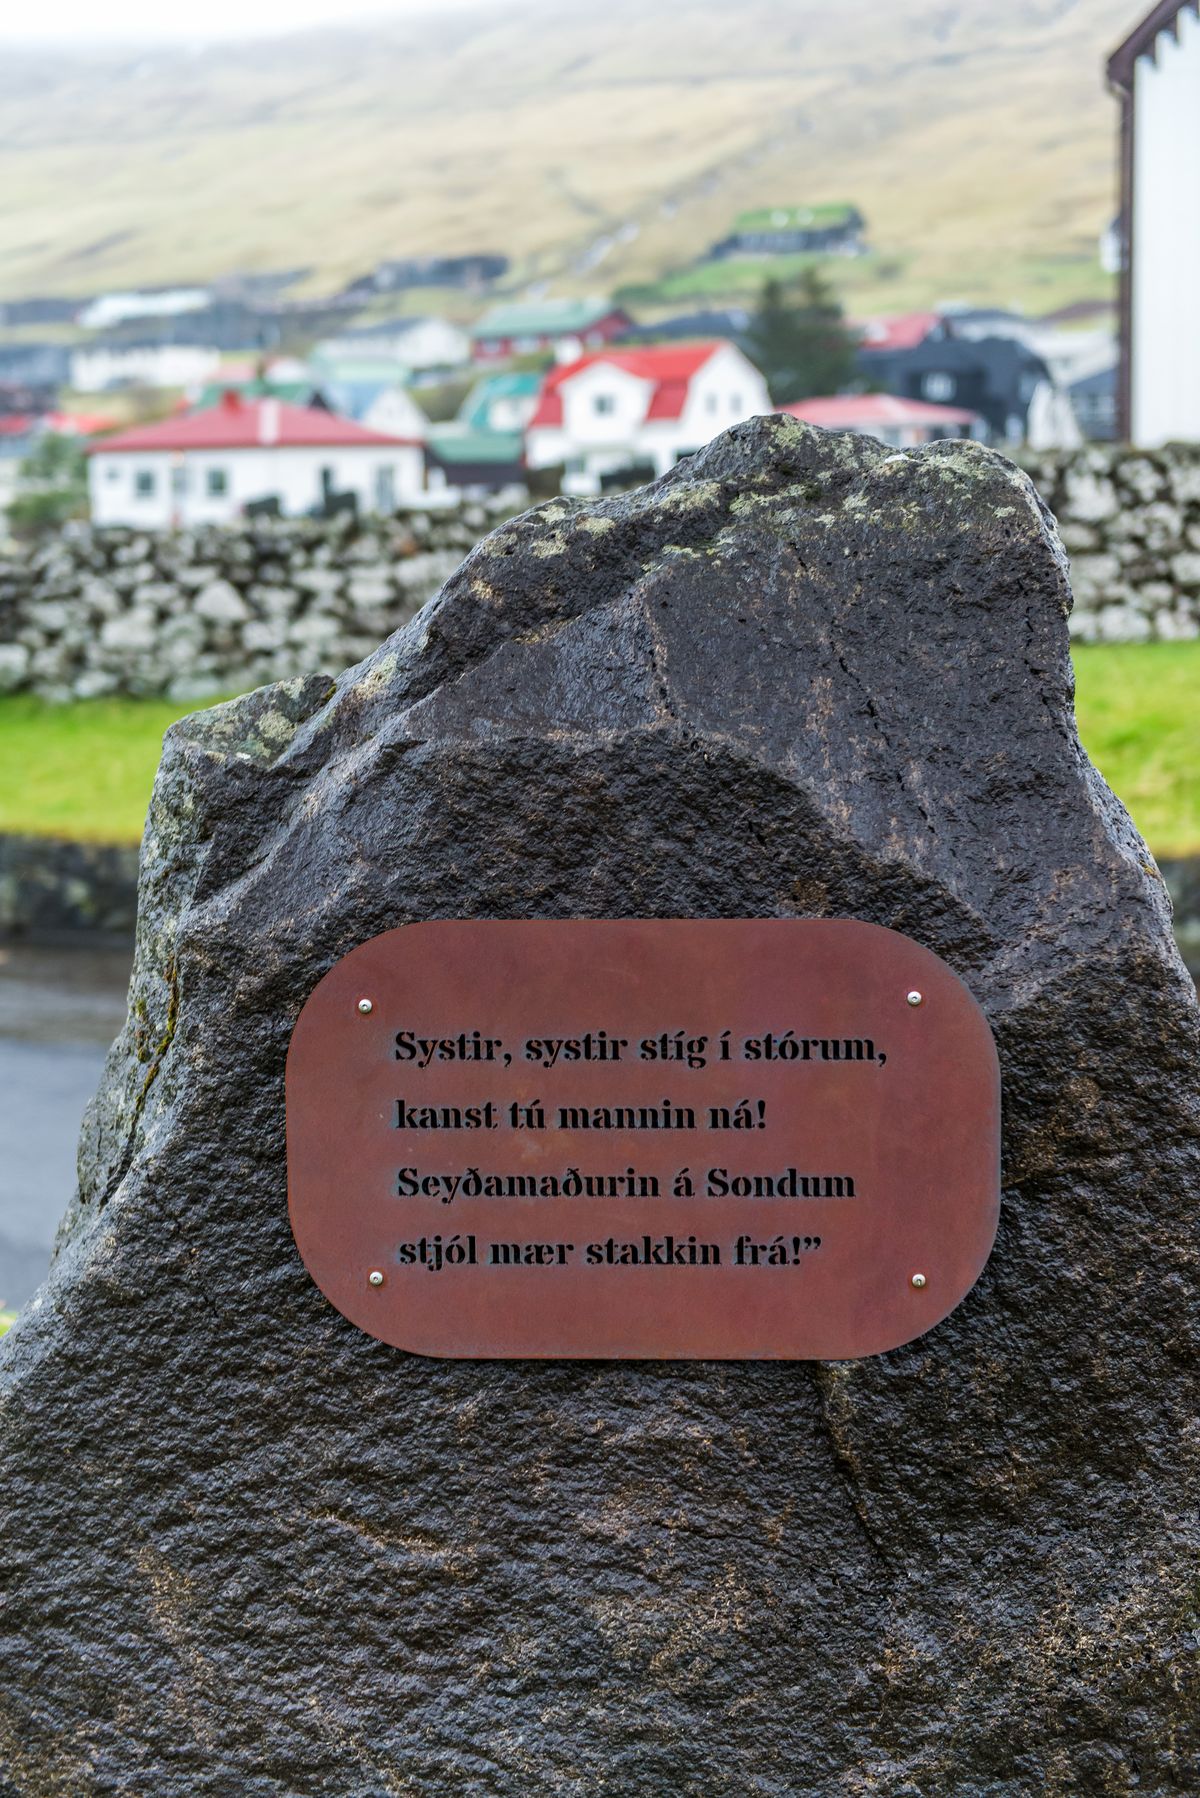 Systir, systir stíg í stórum,
kanst tú mannin ná!
Seyðamaðurin á Sondum
stjól mær stakkin frá!”